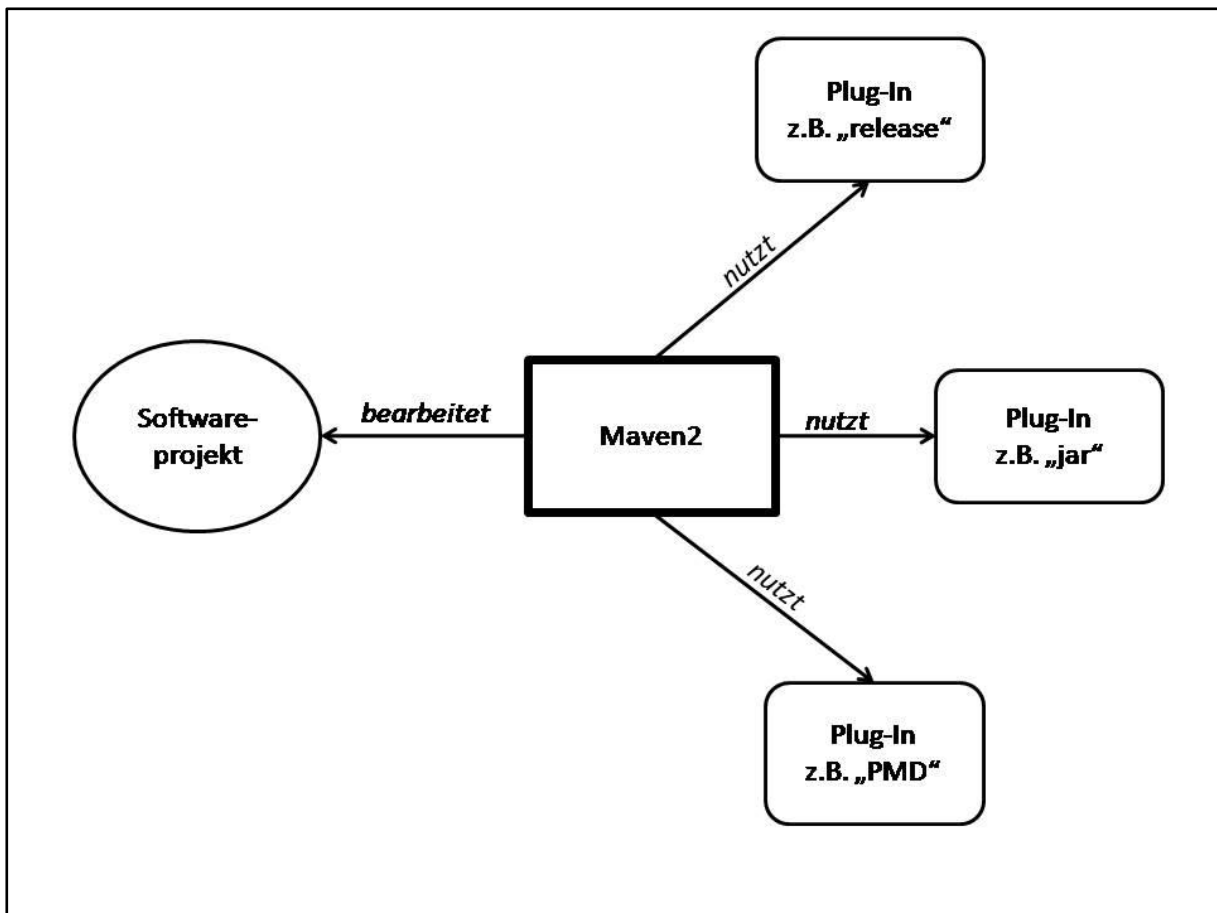 Plug-In
z.B. „release“
nutzt
Software-
projekt
bearbeitet
Maven2
nutzt
Plug-In
z.B. „jar“
nutzt
Plug-In
z.B. „PMD“